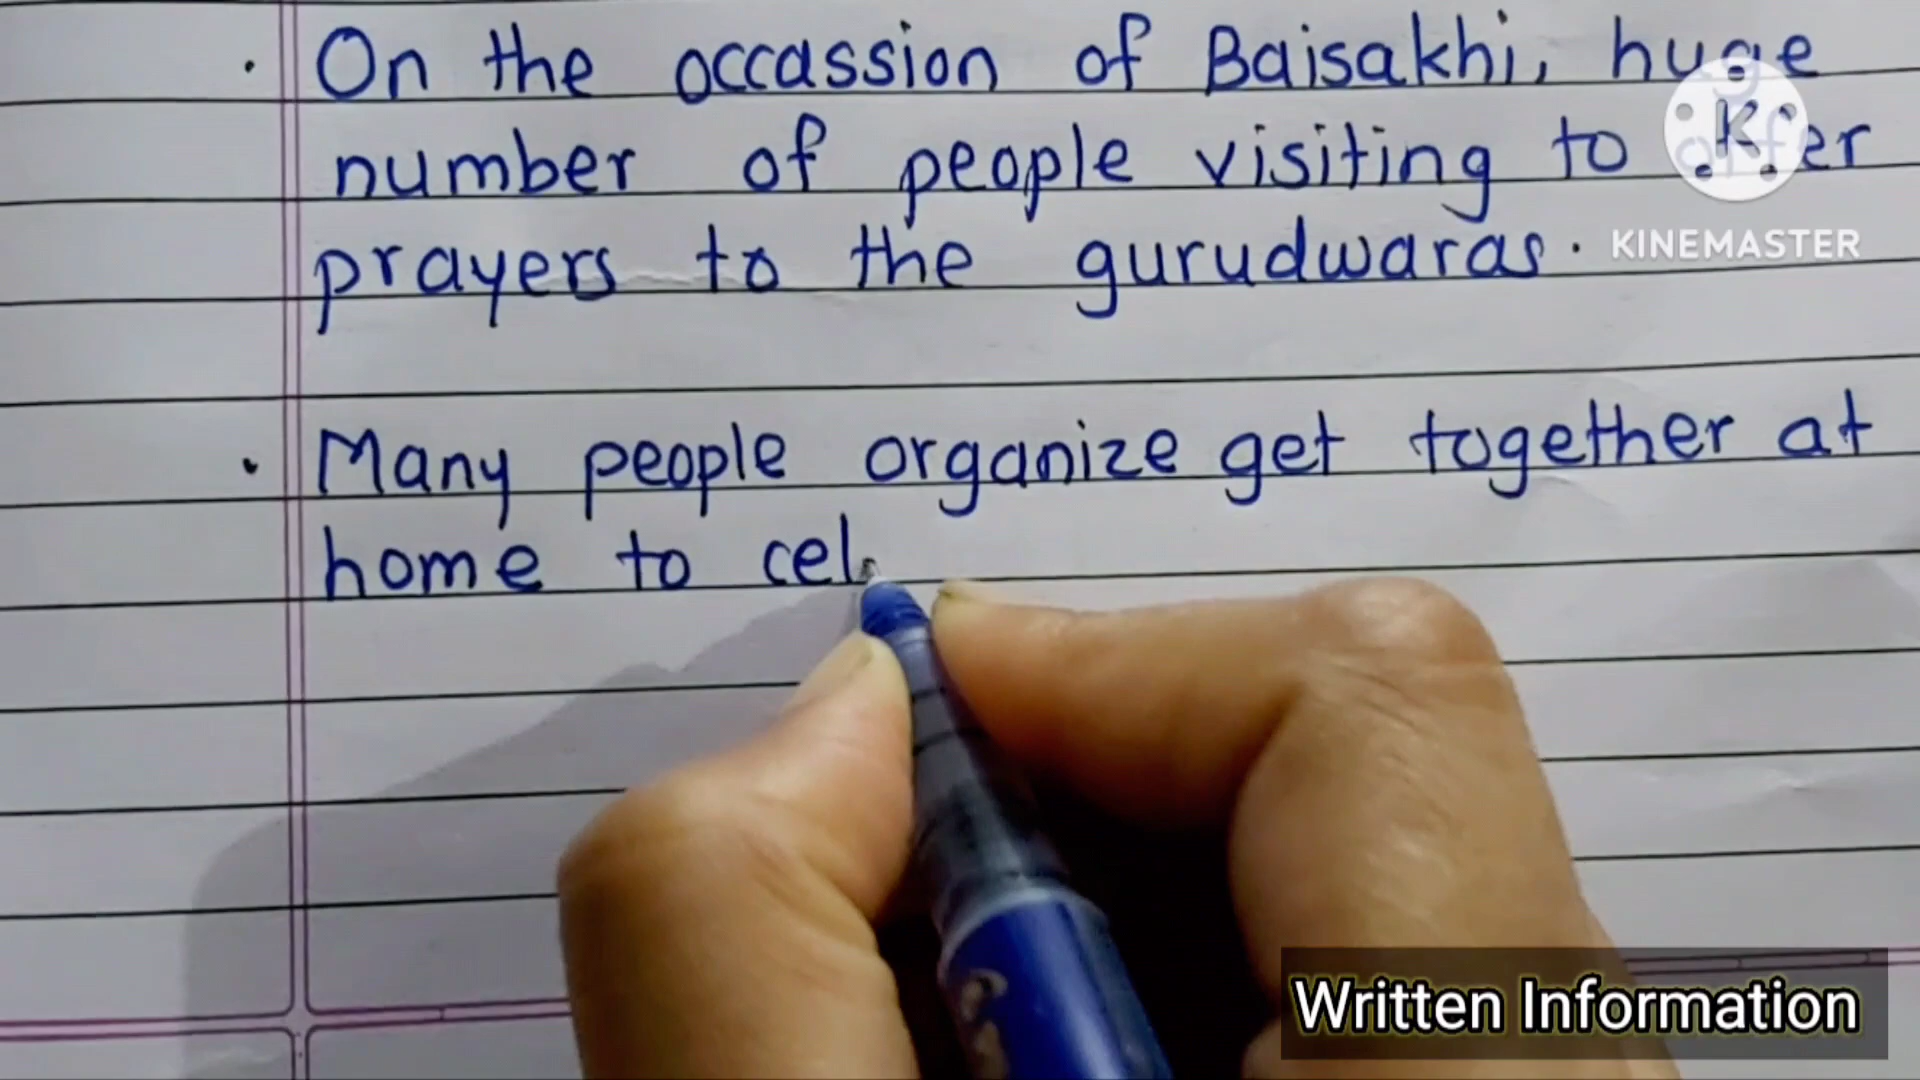 · On the occassion of Baisakhi, huge
number of people visiting to offer
prayers to the gurudwaras.
KINEMASTER
· Many people organize get together at
home to cel
Written Information